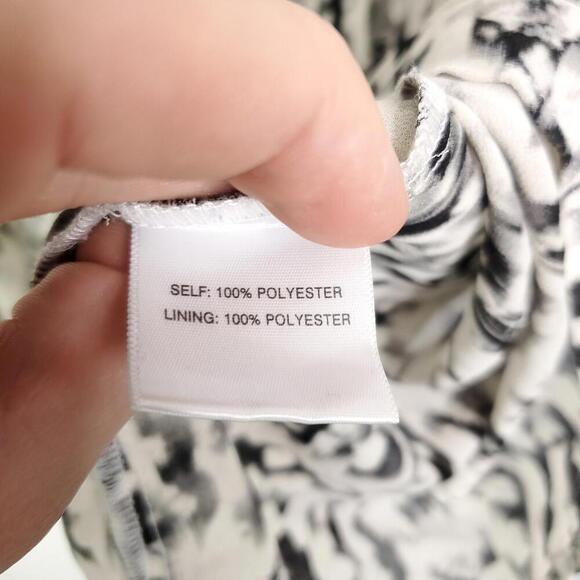 SELF: 100% POLYESTER
LINING: 100% POLYESTER